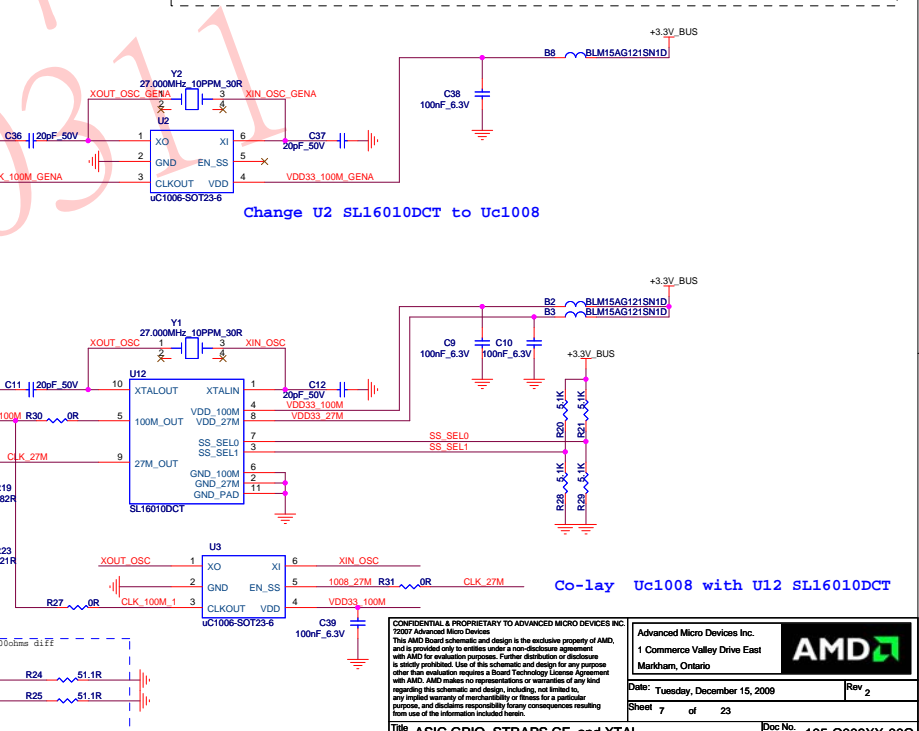 0311
+3.3V_BUS
B8 BLM15AG121SN1D
Y2
27.000MHz_10PPM_30R
XOUT_OSC_GENA 1 3 XIN_OSC_GENA
2 4
C38
100nF_6.3V
U2
C36 20pF_50V 1 XO XI 6 C37
20pF_50V
2 GND EN_SS 5
K_100M_GENA 3 CLKOUT VDD 4 VDD33_100M_GENA
uC1006-SOT23-6
Change U2 SL16010DCT to Uc1008
+3.3V_BUS
B2 BLM15AG121SN1D
B3 BLM15AG121SN1D
Y1
27.000MHz_10PPM_30R
XOUT_OSC 1 3 XIN_OSC
2 4
C9 C10
100nF_6.3V 100nF_6.3V
+3.3V_BUS
U12
C11 20pF_50V 10 XTALOUT XTALIN 1 C12
20pF_50V
VDD_100M 4 VDD33_100M
100M R30 0R 5 100M_OUT VDD_27M 8 VDD33_27M
R20 5.1K R21 5.1K
SS_SEL0 7 SS_SEL0
SS_SEL1 3 SS_SEL1
CLK_27M 9 27M_OUT
GND_100M 6
GND_27M 2
GND_PAD 11
R28 5.1K R29 5.1K
SL16010DCT
R19
82R
R23
21R
U3
XOUT_OSC 1 XO XI 6 XIN_OSC
2 GND EN_SS 5 1008_27M R31 0R CLK_27M
R27 0R CLK_100M_1 3 CLKOUT VDD 4 VDD33_100M
uC1006-SOT23-6
C39
100nF_6.3V
Co-lay Uc1008 with U12 SL16010DCT
00ohms diff
R24 51.1R
R25 51.1R
CONFIDENTIAL & PROPRIETARY TO ADVANCED MICRO DEVICES INC.
?2007 Advanced Micro Devices
This AMD Board schematic and design is the exclusive property of AMD,
and is provided only to entities under a non-disclosure agreement
with AMD for evaluation purposes. Further distribution or disclosure
is strictly prohibited. Use of this schematic and design for any purpose
other than evaluation requires a Board Technology License Agreement
with AMD. AMD makes no representations or warranties of any kind
regarding this schematic and design, including, not limited to,
any implied warranty of merchantibility or fitness for a particular
purpose, and disclaims responsibility forany consequences resulting
from use of the information included herein.
Advanced Micro Devices Inc.
1 Commerce Valley Drive East
Markham, Ontario
AMD
Date: Tuesday, December 15, 2009 Rev 2
Sheet 7 of 23
Title Doc No.